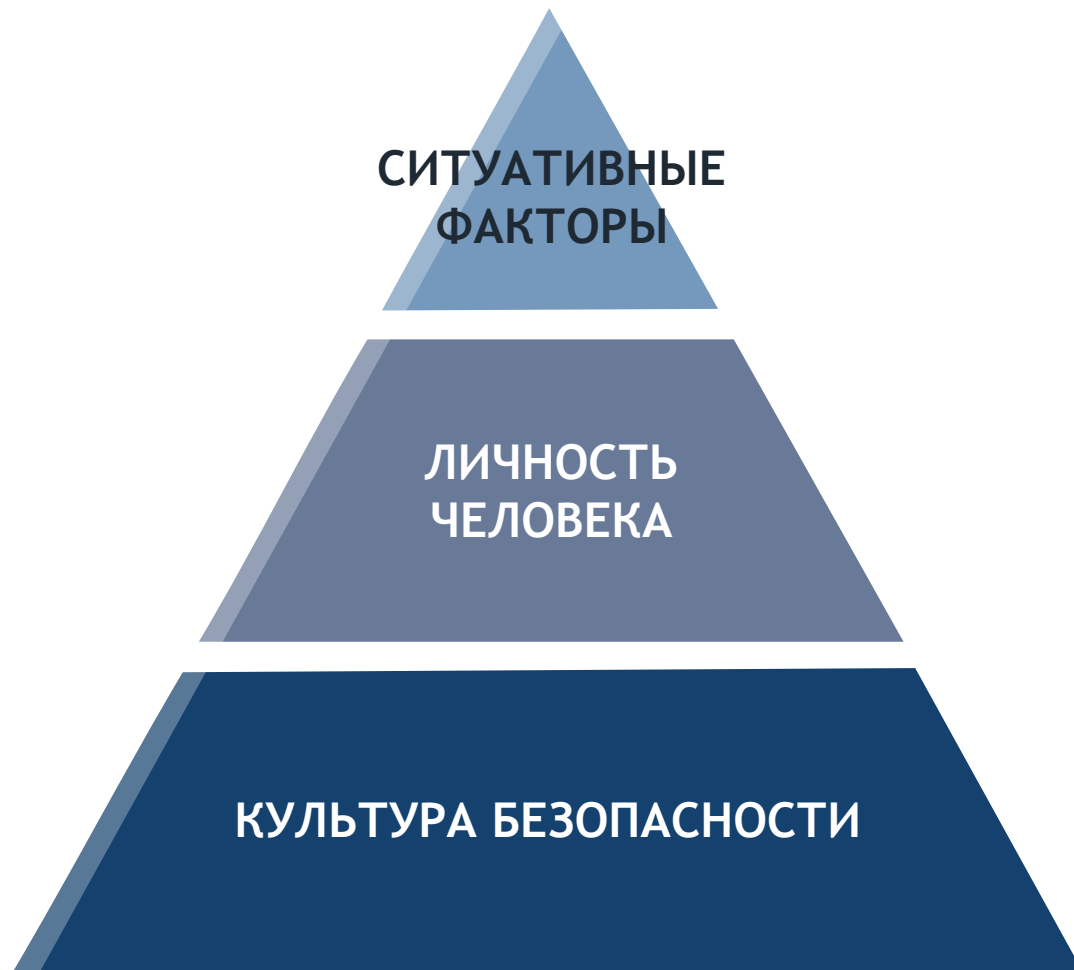 СИТУАТИВНЫЕ
ФАКТОРЫ
ЛИЧНОСТЬ
ЧЕЛОВЕКА
КУЛЬТУРА БЕЗОПАСНОСТИ